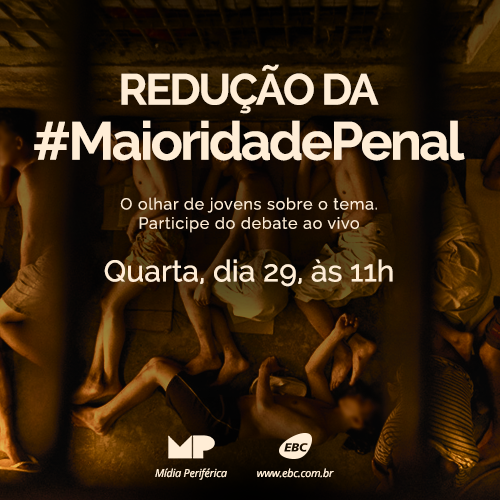 REDUÇÃO DA
#MaioridadePenal
O olhar de jovens sobre o tema.
Participe do debate ao vivo
Quarta, dia 29, às 11h
MP
EBC
Mídia Periférica
www.ebc.com.br